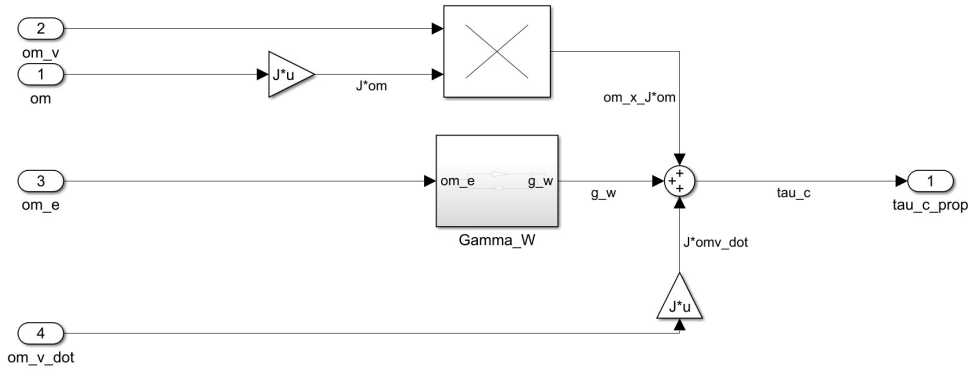 2
om_v
1
om
J*u
J*om
om_x_J*om
3
om_e
om_e
g_w
Gamma_W
g_w
+
+
+
tau_c
1
tau_c_prop
J*omv_dot
J*u
4
om_v_dot